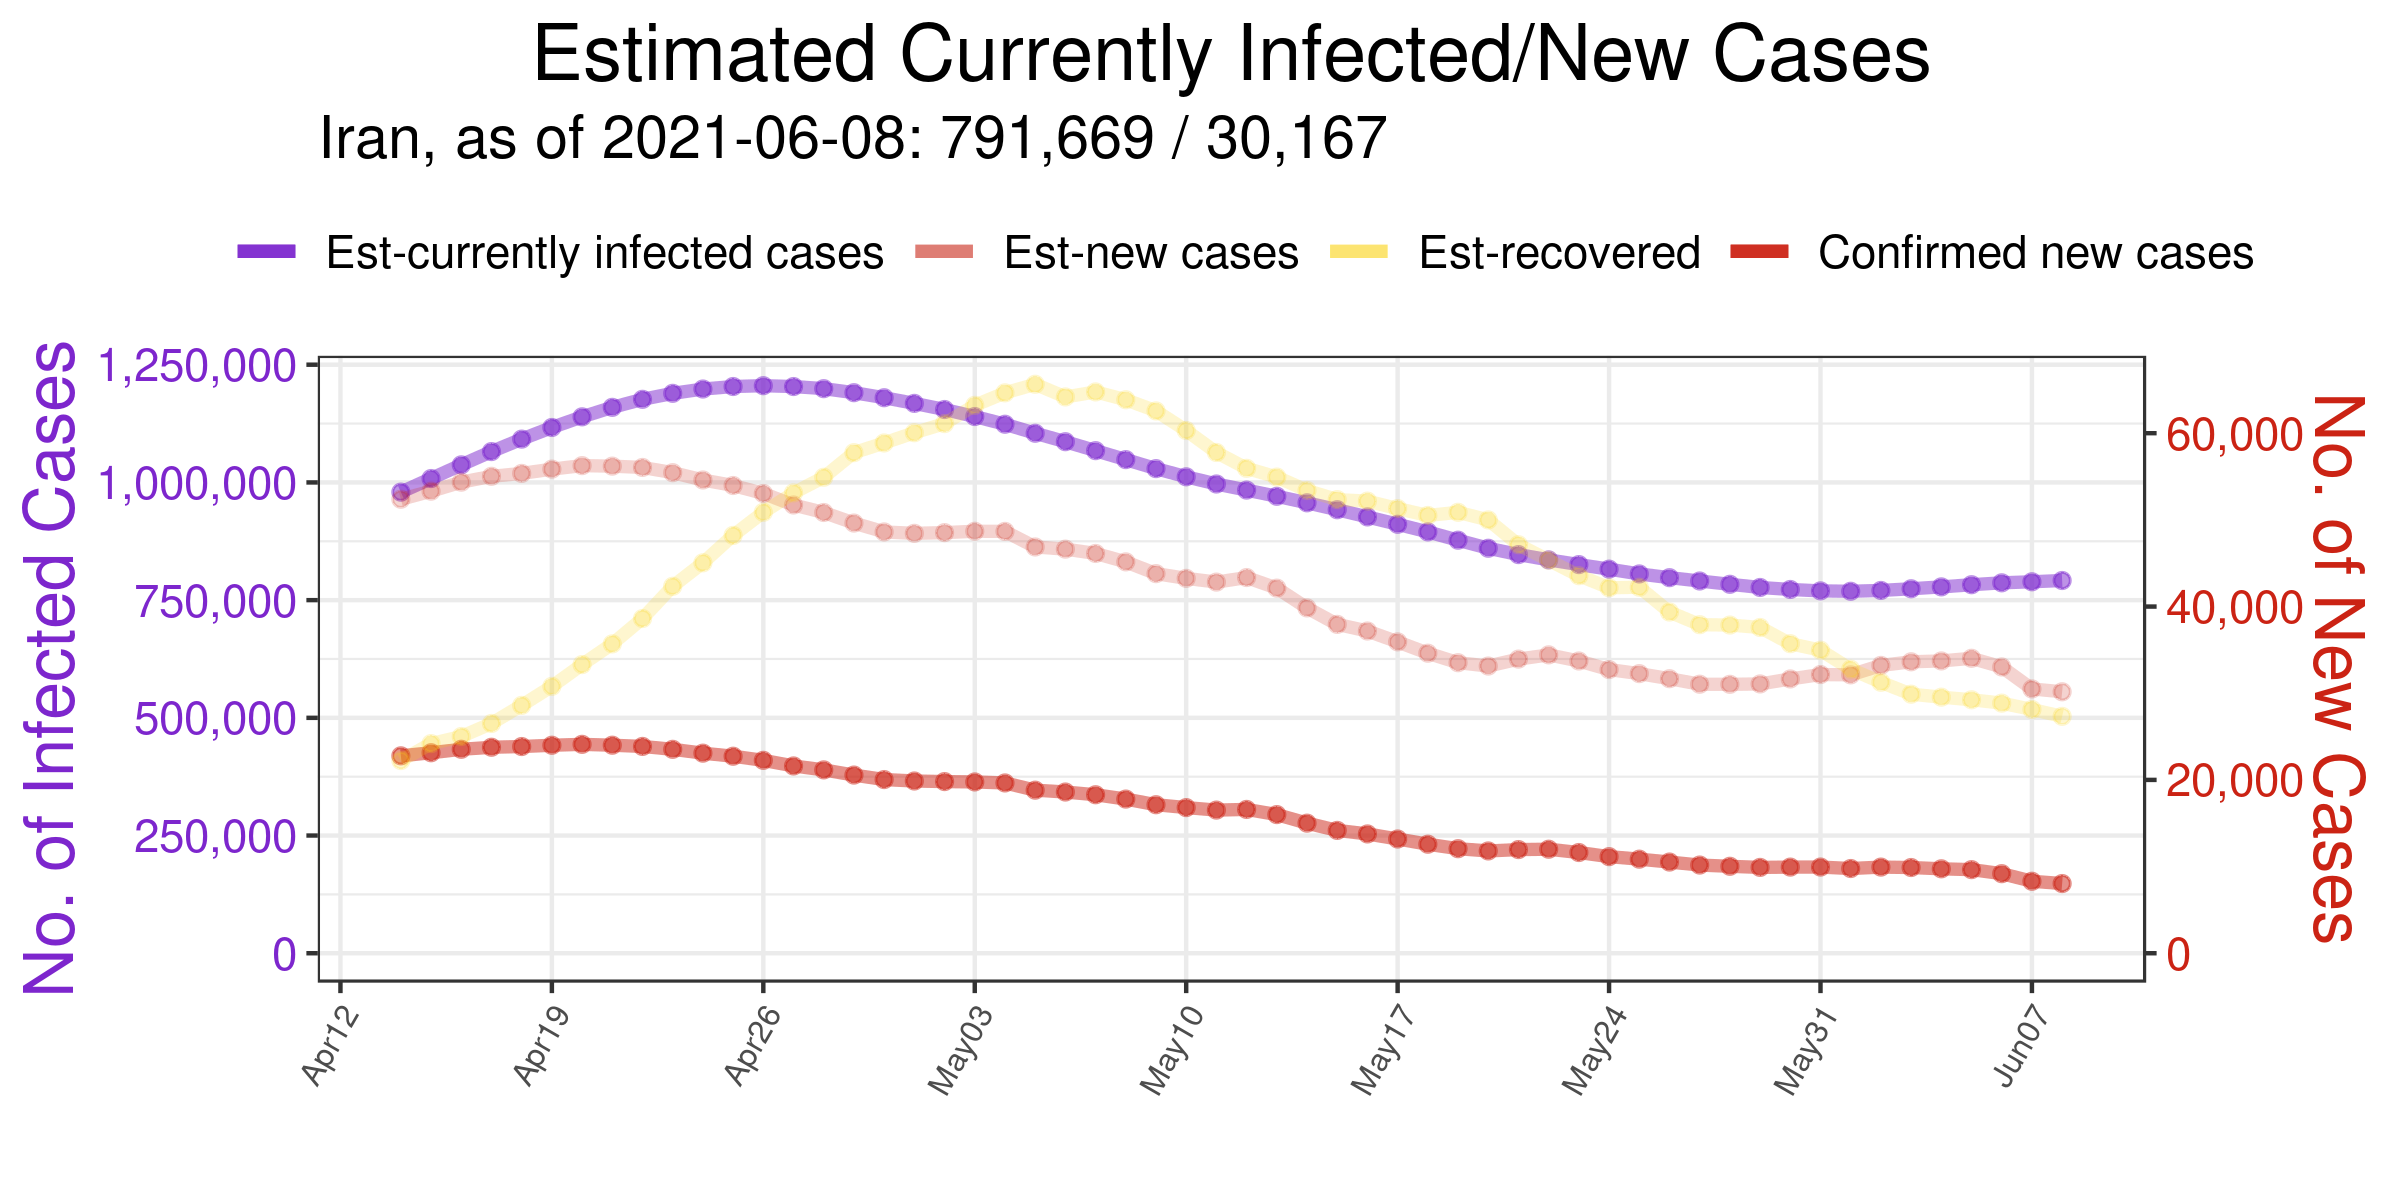 Estimated Currently Infected/New Cases
Iran, as of 2021-06-08: 791,669 / 30,167
Est-currently infected cases Est-new cases Est-recovered Confirmed new cases
No. of Infected Cases
1,250,000
1,000,000
750,000
500,000
250,000
0
60,000
40,000
20,000
0
No. of New Cases
Apr12 Apr19 Apr26 May03 May10 May17 May24 May31 Jun07